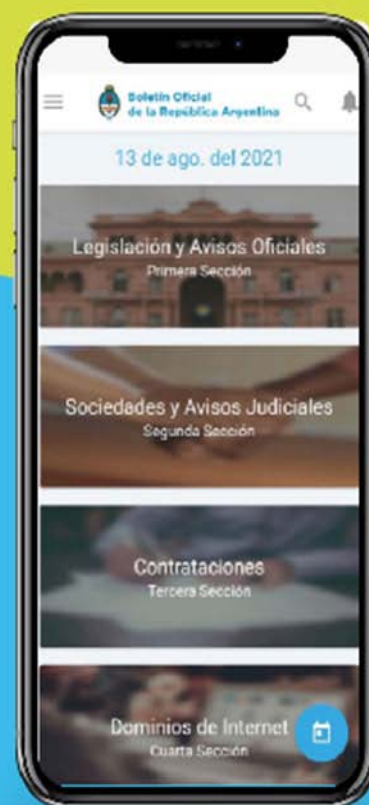 Boletín Oficial
de la República Argentina
13 de ago. del 2021
Legislación y Avisos Oficiales
Primera Sección
Sociedades y Avisos Judiciales
Segunda Sección
Contrataciones
Tercera Sección
Dominios de Internet
Cuarta Sección